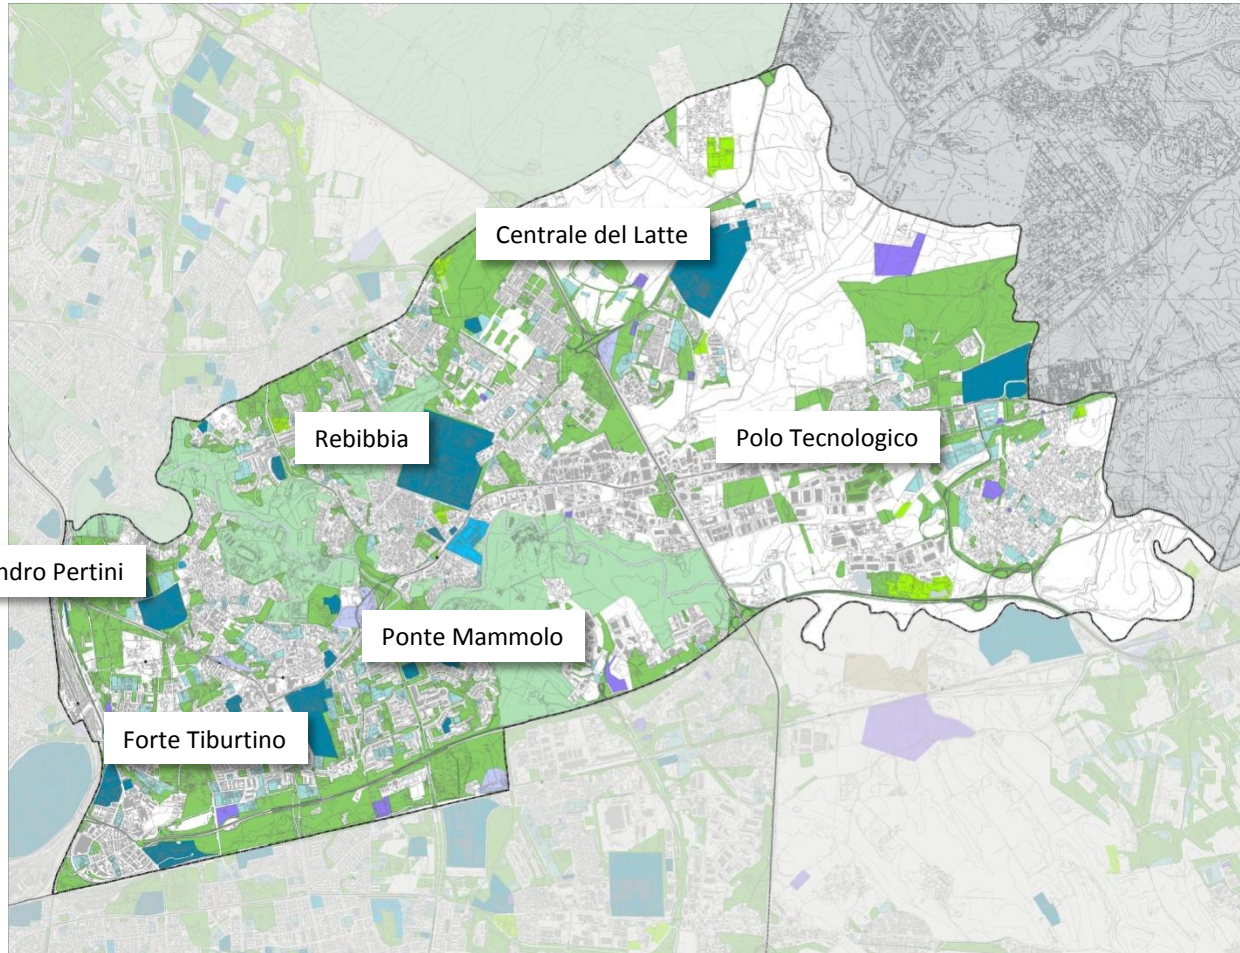 Centrale del Latte
Rebibbia
Polo Tecnologico
ndro Pertini
Ponte Mammolo
Forte Tiburtino